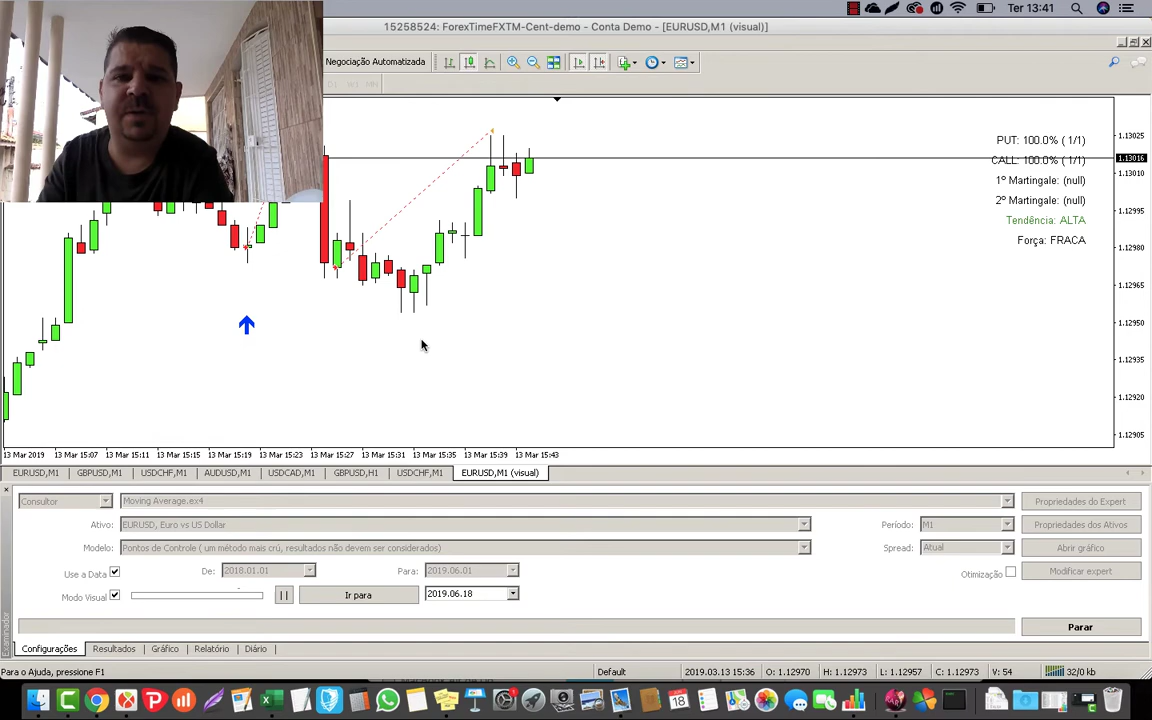 Ter 13:41
15258524: ForexTimeFXTM-Cent-demo - Conta Demo - [EURUSD,M1 (visual)]
Negociação Automatizada
PUT: 100.0% ( 1/1)
CALL: 100.0% ( 1/1)
1º Martingale: (null)
2º Martingale: (null)
Tendência: ALTA
Força: FRACA
1.13025
1.13016
1.13010
1.12995
1.12980
1.12965
1.12950
1.12935
1.12920
1.12905
13 Mar 2019 13 Mar 15:07 13 Mar 15:11 13 Mar 15:15 13 Mar 15:19 13 Mar 15:23 13 Mar 15:27 13 Mar 15:31 13 Mar 15:35 13 Mar 15:39 13 Mar 15:43
EURUSD,M1 GBPUSD,M1 USDCHF,M1 AUDUSD,M1 USDCAD,M1 GBPUSD,H1 USDCHF,M1 EURUSD,M1 (visual)
Consultor Moving Average.ex4 Propriedades do Expert
Ativo: EURUSD, Euro vs US Dollar Período: M1 Propriedades dos Ativos
Modelo: Pontos de Controle ( um método mais crú, resultados não devem ser considerados) Spread: Atual Abrir gráfico
Use a Data De: 2018.01.01 Para: 2019.06.01 Otimização Modificar expert
Modo Visual Ir para 2019.06.18
Parar
Examinador
Configurações Resultados Gráfico Relatório Diário
Para o Ajuda, pressione F1 Default 2019.03.13 15:36 O: 1.12970 H: 1.12973 L: 1.12957 C: 1.12973 V: 54 32/0 kb
18